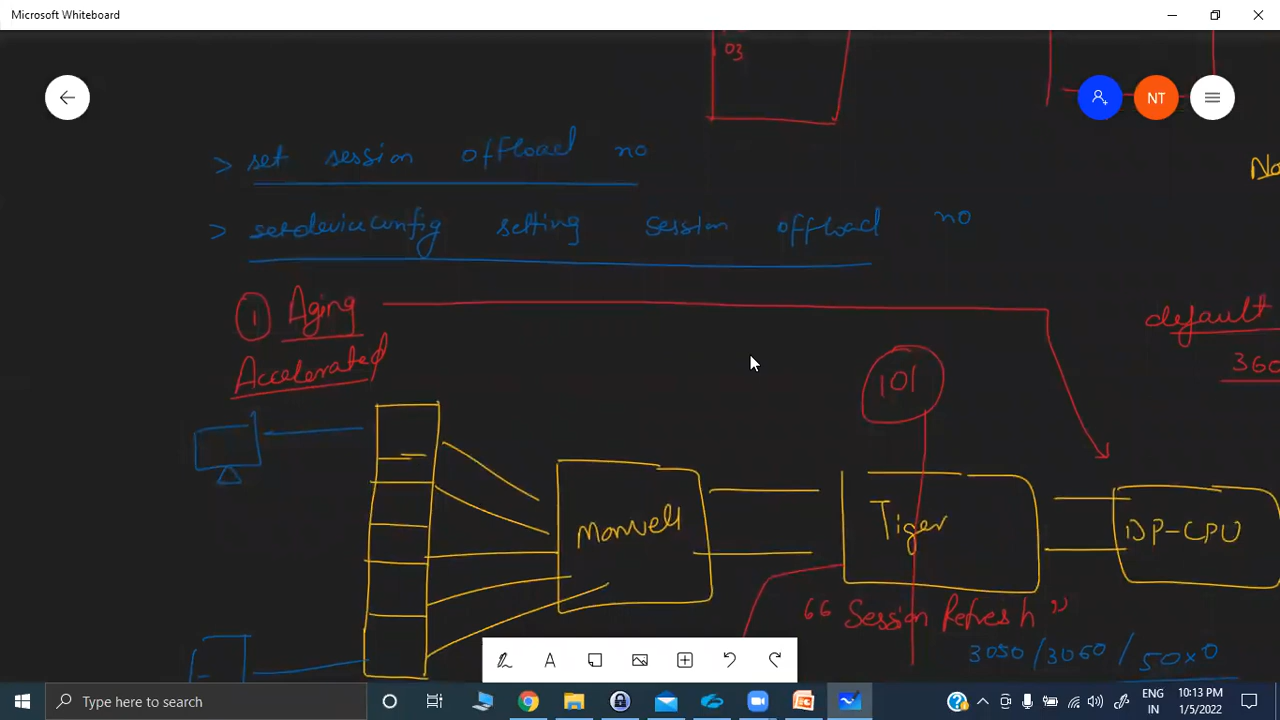 Microsoft Whiteboard
03
NT
> set session offload no
No
> setdeviceconfig setting session offload no
① Aging
default
Accelerated
360
101
Marvell
Tiger
DP-CPU
“Session Refresh”
3050/3060/50x0
Type here to search
ENG
IN
10:13 PM
1/5/2022